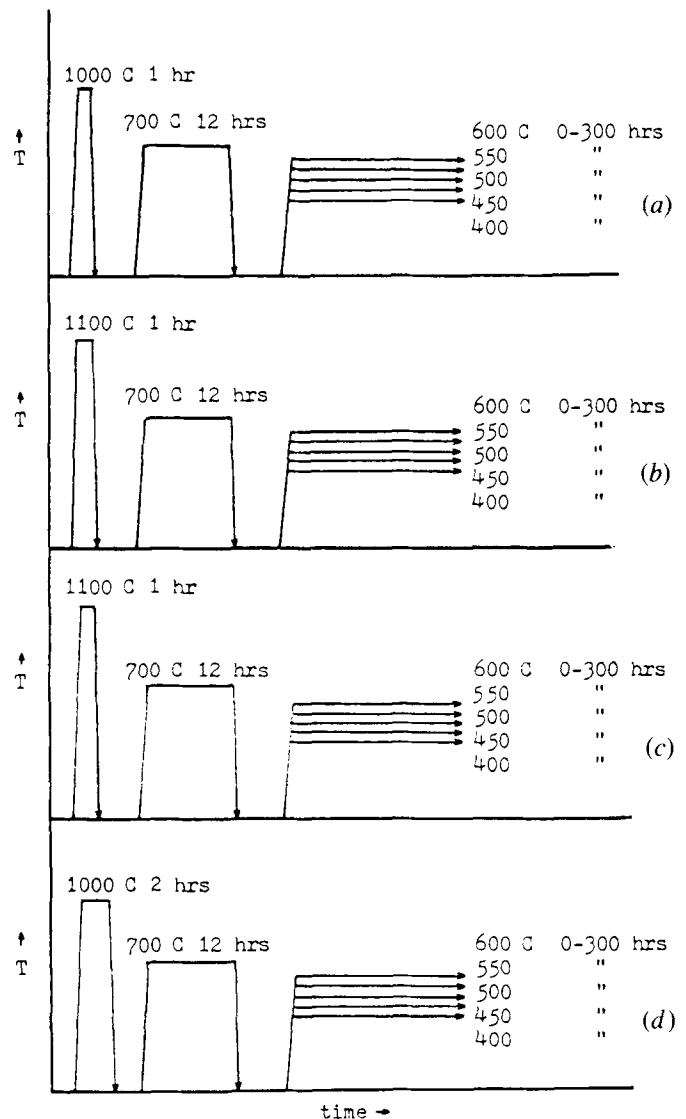 1000 C 1 hr
700 C 12 hrs
T
600 C 0-300 hrs
550 "
500 "
450 "
400 "
(a)
1100 C 1 hr
700 C 12 hrs
T
600 C 0-300 hrs
550 "
500 "
450 "
400 "
(b)
1100 C 1 hr
700 C 12 hrs
T
600 C 0-300 hrs
550 "
500 "
450 "
400 "
(c)
1000 C 2 hrs
700 C 12 hrs
T
600 C 0-300 hrs
550 "
500 "
450 "
400 "
(d)
time →